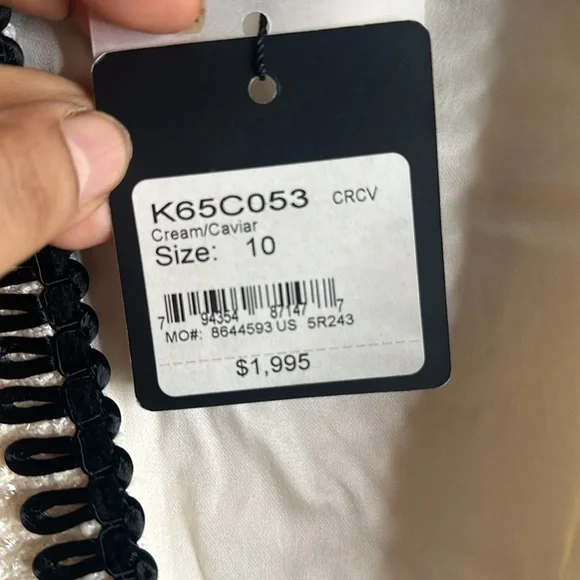 K65C053 CRCV
Cream/Caviar
Size: 10
7 94354 87147 7
MO#: 8644593 US 5R243
$1,995